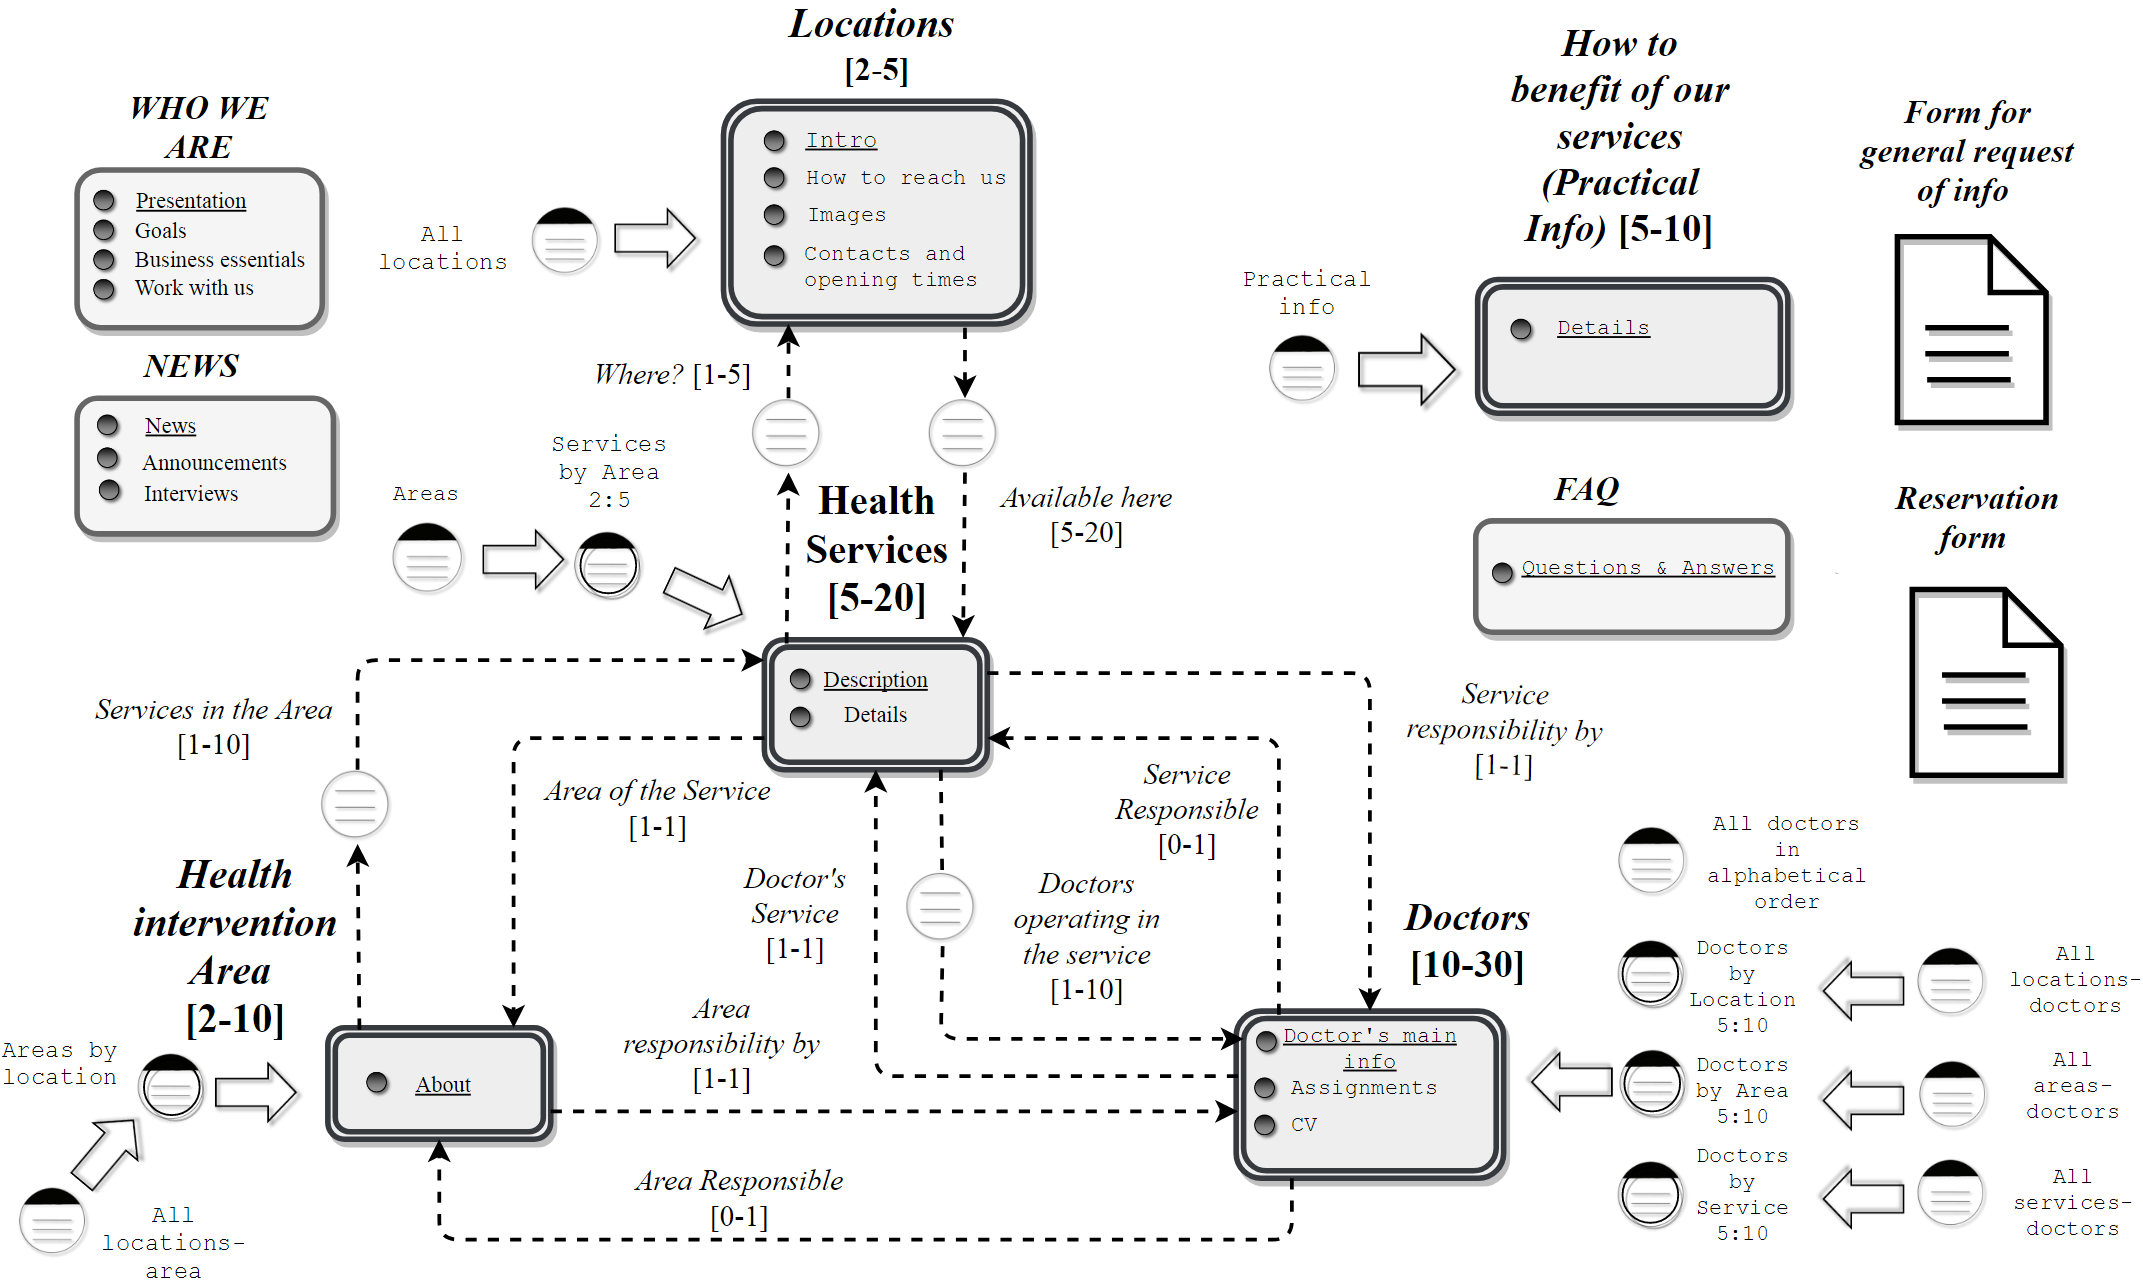 Locations
[2-5]
Intro
How to reach us
Images
Contacts and
opening times
WHO WE
ARE
Presentation
Goals
Business essentials
Work with us
NEWS
News
Announcements
Interviews
All
locations
How to
benefit of our
services
(Practical
Info) [5-10]
Practical
info
Details
Form for
general request
of info
FAQ
Questions & Answers
Reservation
form
Where? [1-5]
Available here
[5-20]
Areas
Services
by Area
2:5
Health
Services
[5-20]
Description
Details
Services in the Area
[1-10]
Area of the Service
[1-1]
Service
responsibility by
[1-1]
Service
Responsible
[0-1]
Doctor's
Service
[1-1]
Doctors
operating in
the service
[1-10]
Health
intervention
Area
[2-10]
About
Areas by
location
All
locations-
area
Area
responsibility by
[1-1]
Area Responsible
[0-1]
Doctors
[10-30]
Doctor's main
info
Assignments
CV
All doctors
in
alphabetical
order
Doctors
by
Location
5:10
All
locations-
doctors
Doctors
by Area
5:10
All
areas-
doctors
Doctors
by
Service
5:10
All
services-
doctors